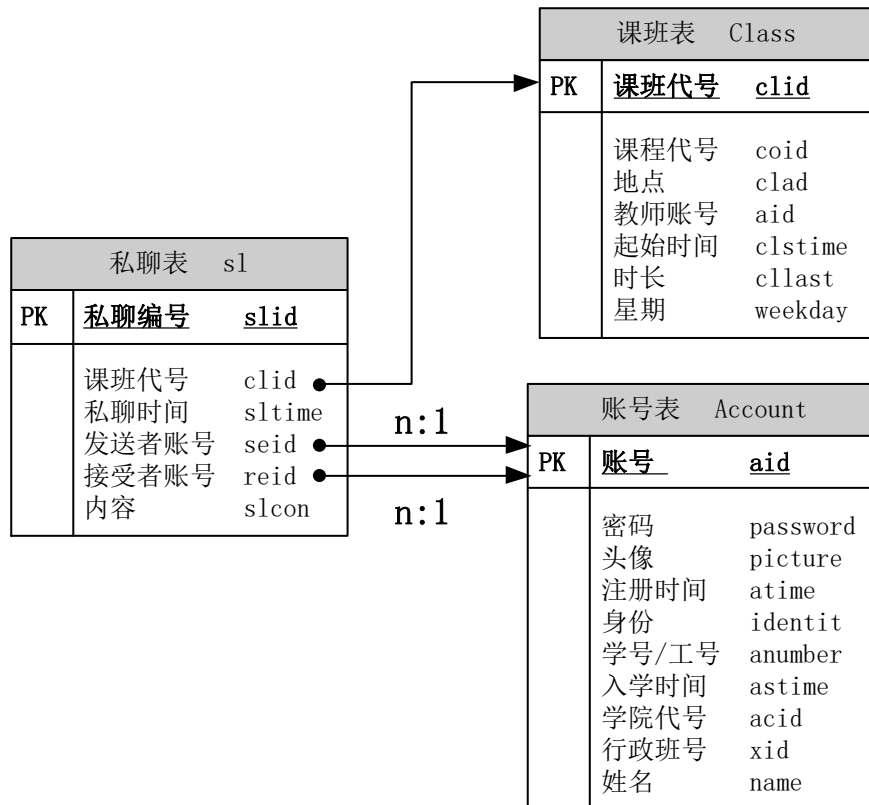 课班表 Class
PK 课班代号 clid
课程代号 coid
地点 clad
教师账号 aid
起始时间 clstime
时长 cllast
星期 weekday
私聊表 sl
PK 私聊编号 slid
课班代号 clid
私聊时间 sltime
发送者账号 seid
接受者账号 reid
内容 slcon
n:1
n:1
账号表 Account
PK 账号 aid
密码 password
头像 picture
注册时间 atime
身份 identit
学号/工号 anumber
入学时间 astime
学院代号 acid
行政班号 xid
姓名 name